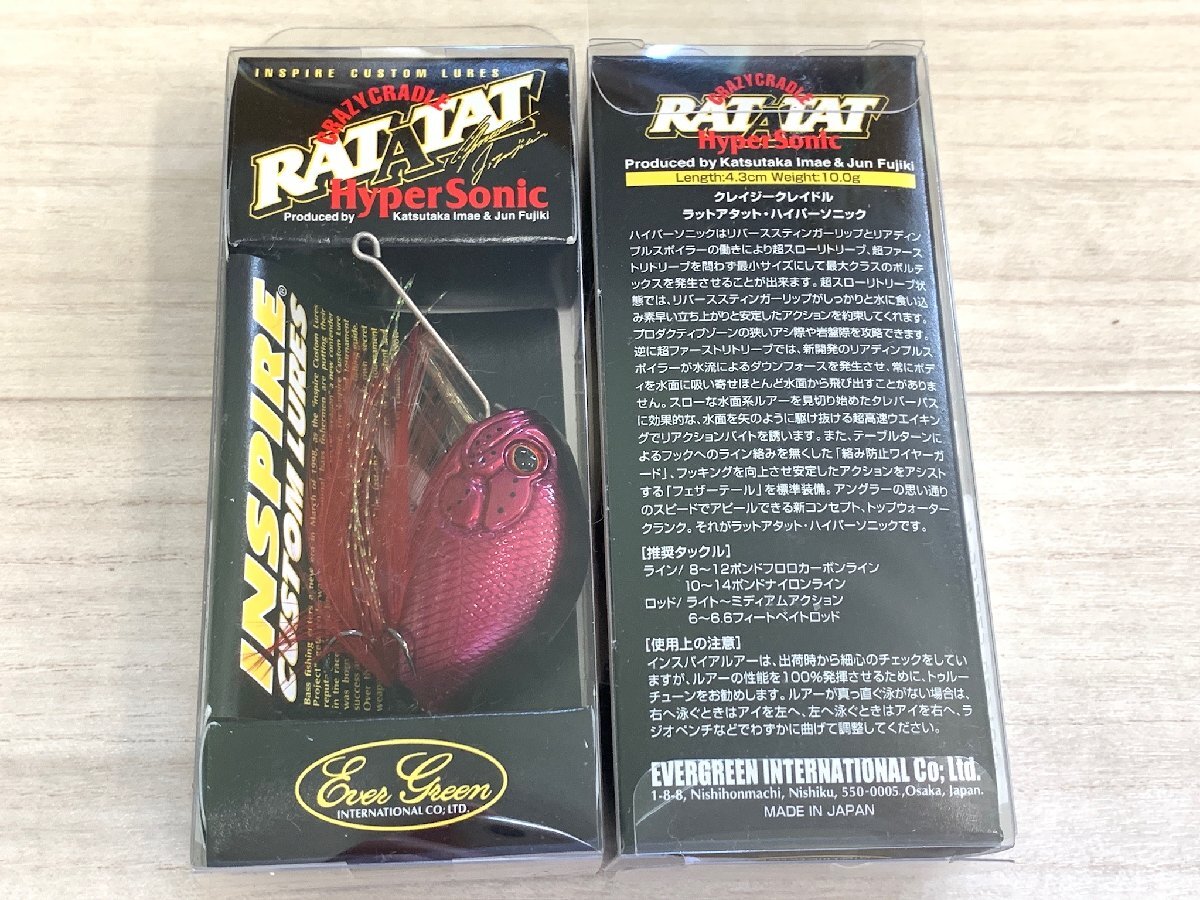 INSPIRE CUSTOM LURES
CRAZYCRADLE
RAT A TAT
HyperSonic
Produced by Katsutaka Imae & Jun Fujiki
INSPIRE®
CUSTOM LURES
Ever Green
INTERNATIONAL CO; LTD.
CRAZYCRADLE
RAT A TAT
HyperSonic
Produced by Katsutaka Imae & Jun Fujiki
Length:4.3cm Weight:10.0g
クレイジークレイドル
ラットアタット・ハイパーソニック
ハイパーソニックはリバーススティンガーリップとリアディン
プルスポイラーの働きにより超スローリトリーブ、超ファース
トリトリーブを問わず最小サイズにして最大クラスのボルテ
ックスを発生させることが出来ます。超スローリトリーブ状
態では、リバーススティンガーリップがしっかりと水に食い込
み素早い立ち上がりと安定したアクションを約束してくれます。
プロダクティブゾーンの狭いアシ際や岩盤際を攻略できます。
逆に超ファーストリトリーブでは、新開発のリアディンプルス
ポイラーが水流によるダウンフォースを発生させ、常にボデ
ィを水面に吸い寄せほとんど水面から飛び出すことがありま
せん。スローな水面系ルアーを見切り始めたクレバーバス
に効果的な、水面を矢のように駆け抜ける超高速ウエイキン
グでリアクションバイトを誘います。また、テーブルターンに
よるフックへのライン絡みを無くした「絡み防止ワイヤーガ
ード」、フッキングを向上させ安定したアクションをアシスト
する「フェザーテール」を標準装備。アングラーの思い通り
のスピードでアピールできる新コンセプト、トップウォーター
クランク。それがラットアタット・ハイパーソニックです。
[推奨タックル]
ライン/ 8〜12ポンドフロロカーボンライン
10〜14ポンドナイロンライン
ロッド/ ライト〜ミディアムアクション
6〜6.6フィートベイトロッド
[使用上の注意]
インスパイアルアーは、出荷時から細心のチェックをしてい
ますが、ルアーの性能を100%発揮させるために、トゥルー
チューンをお勧めします。ルアーが真っ直ぐ泳がない場合は、
右へ泳ぐときはアイを左へ、左へ泳ぐときはアイを右へ、ラ
ジオペンチなどでわずかに曲げて調整してください。
EVERGREEN INTERNATIONAL Co; Ltd.
1-8-8, Nishihonmachi, Nishiku, 550-0005.,Osaka, Japan.
MADE IN JAPAN